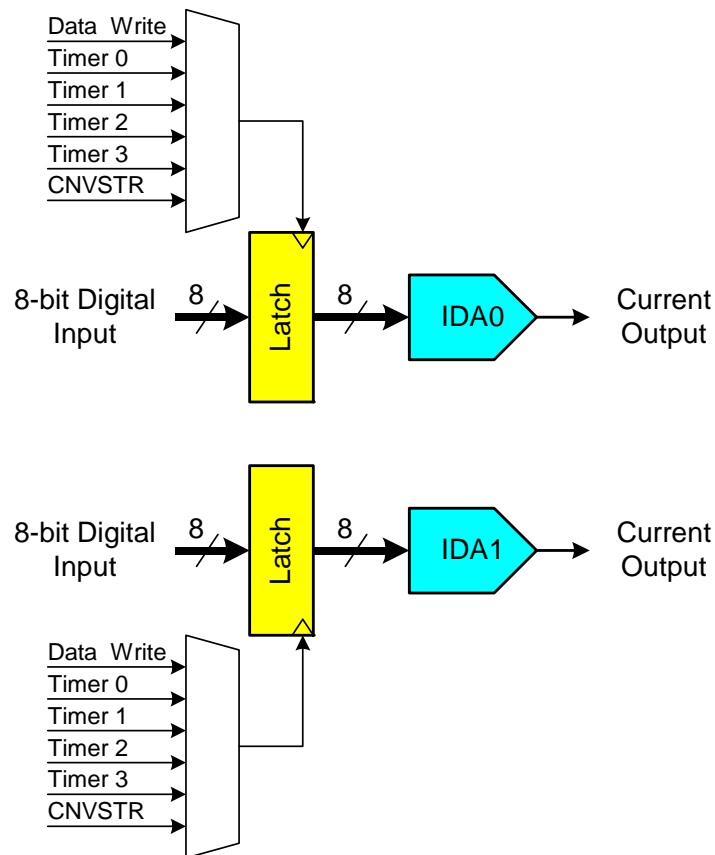 Data Write
Timer 0
Timer 1
Timer 2
Timer 3
CNVSTR
8-bit Digital
Input
8
Latch
8
IDA0
Current
Output
8-bit Digital
Input
8
Latch
8
IDA1
Current
Output
Data Write
Timer 0
Timer 1
Timer 2
Timer 3
CNVSTR